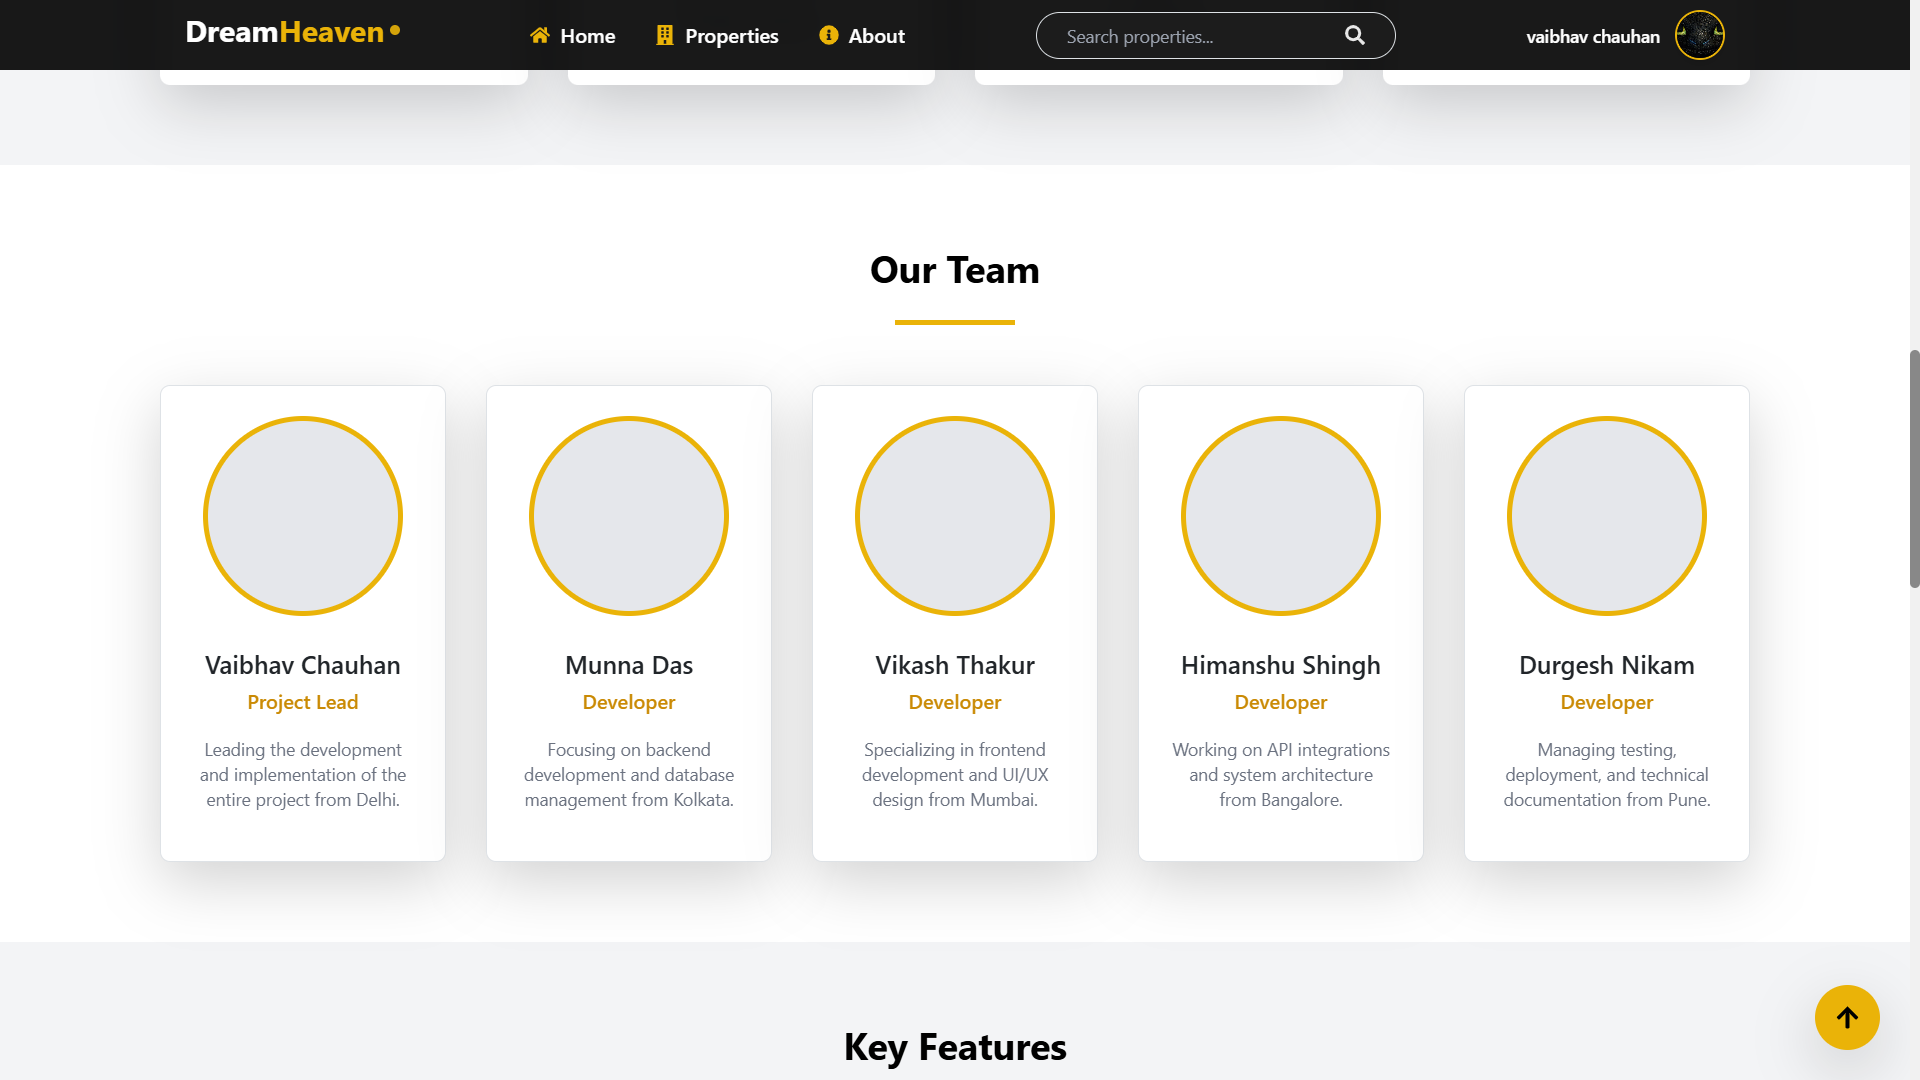 DreamHeaven
Home
Properties
About
Search properties...
vaibhav chauhan
Our Team
Vaibhav Chauhan
Project Lead
Leading the development
and implementation of the
entire project from Delhi.
Munna Das
Developer
Focusing on backend
development and database
management from Kolkata.
Vikash Thakur
Developer
Specializing in frontend
development and UI/UX
design from Mumbai.
Himanshu Shingh
Developer
Working on API integrations
and system architecture
from Bangalore.
Durgesh Nikam
Developer
Managing testing,
deployment, and technical
documentation from Pune.
Key Features